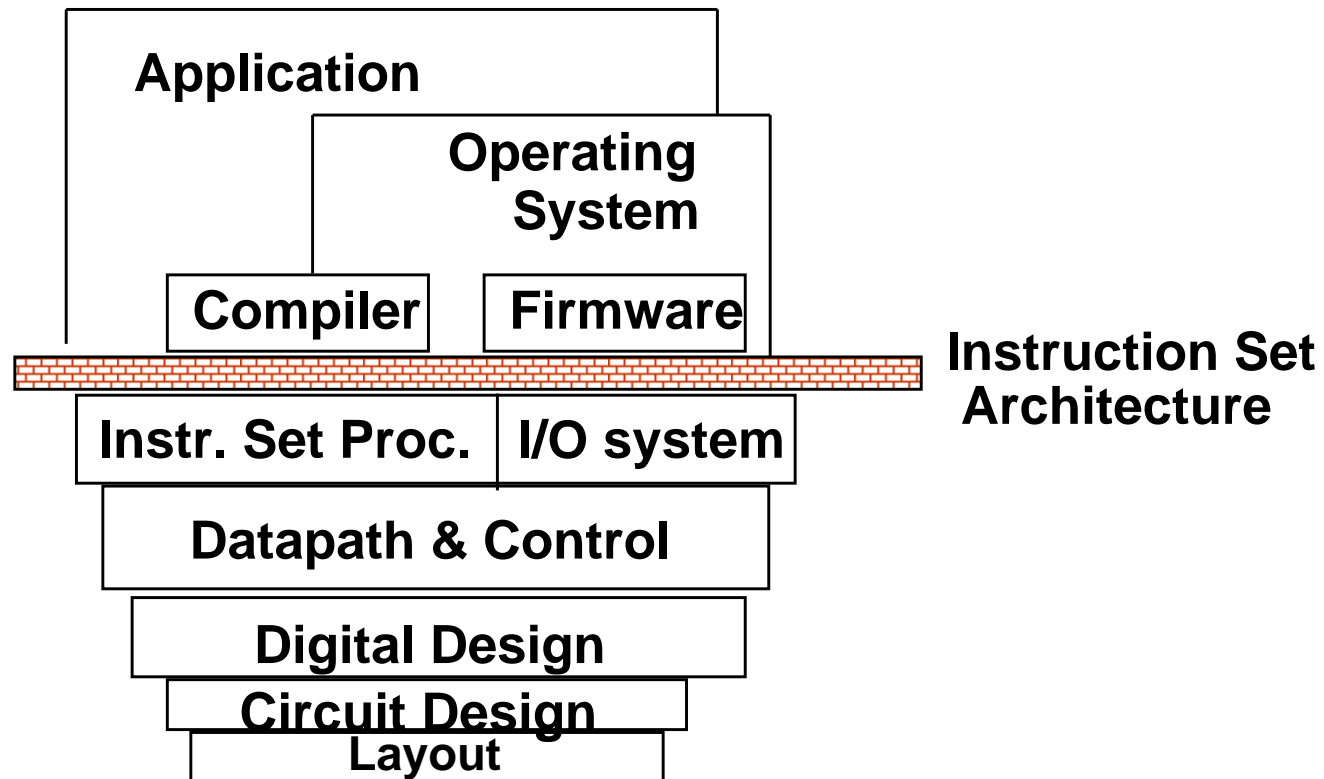 Application
Operating
System
Compiler
Firmware
Instruction Set
Architecture
Instr. Set Proc.
I/O system
Datapath & Control
Digital Design
Circuit Design
Layout